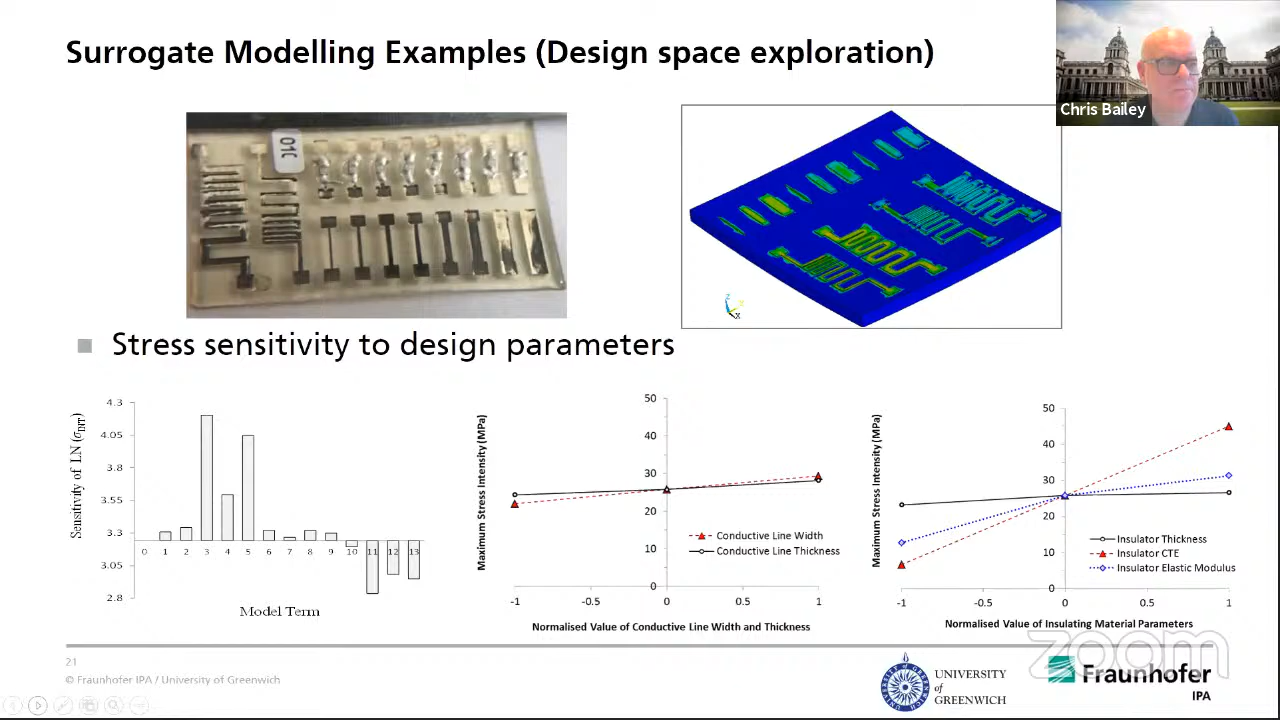 Surrogate Modelling Examples (Design space exploration)
Chris Bailey
01C
Z
Y
X
Stress sensitivity to design parameters
Sensitivity of LN (σINT)
4.3
4.05
3.8
3.55
3.3
3.05
2.8
0 1 2 3 4 5 6 7 8 9 10 11 12 13
Model Term
Maximum Stress Intensity (MPa)
50
40
30
20
10
0
Conductive Line Width
Conductive Line Thickness
-1 -0.5 0 0.5 1
Normalised Value of Conductive Line Width and Thickness
Maximum Stress Intensity (MPa)
50
40
30
20
10
0
Insulator Thickness
Insulator CTE
Insulator Elastic Modulus
-1 -0.5 0 0.5 1
Normalised Value of Insulating Material Parameters
zoom
21
© Fraunhofer IPA / University of Greenwich
UNIVERSITY
of
GREENWICH
Fraunhofer
IPA